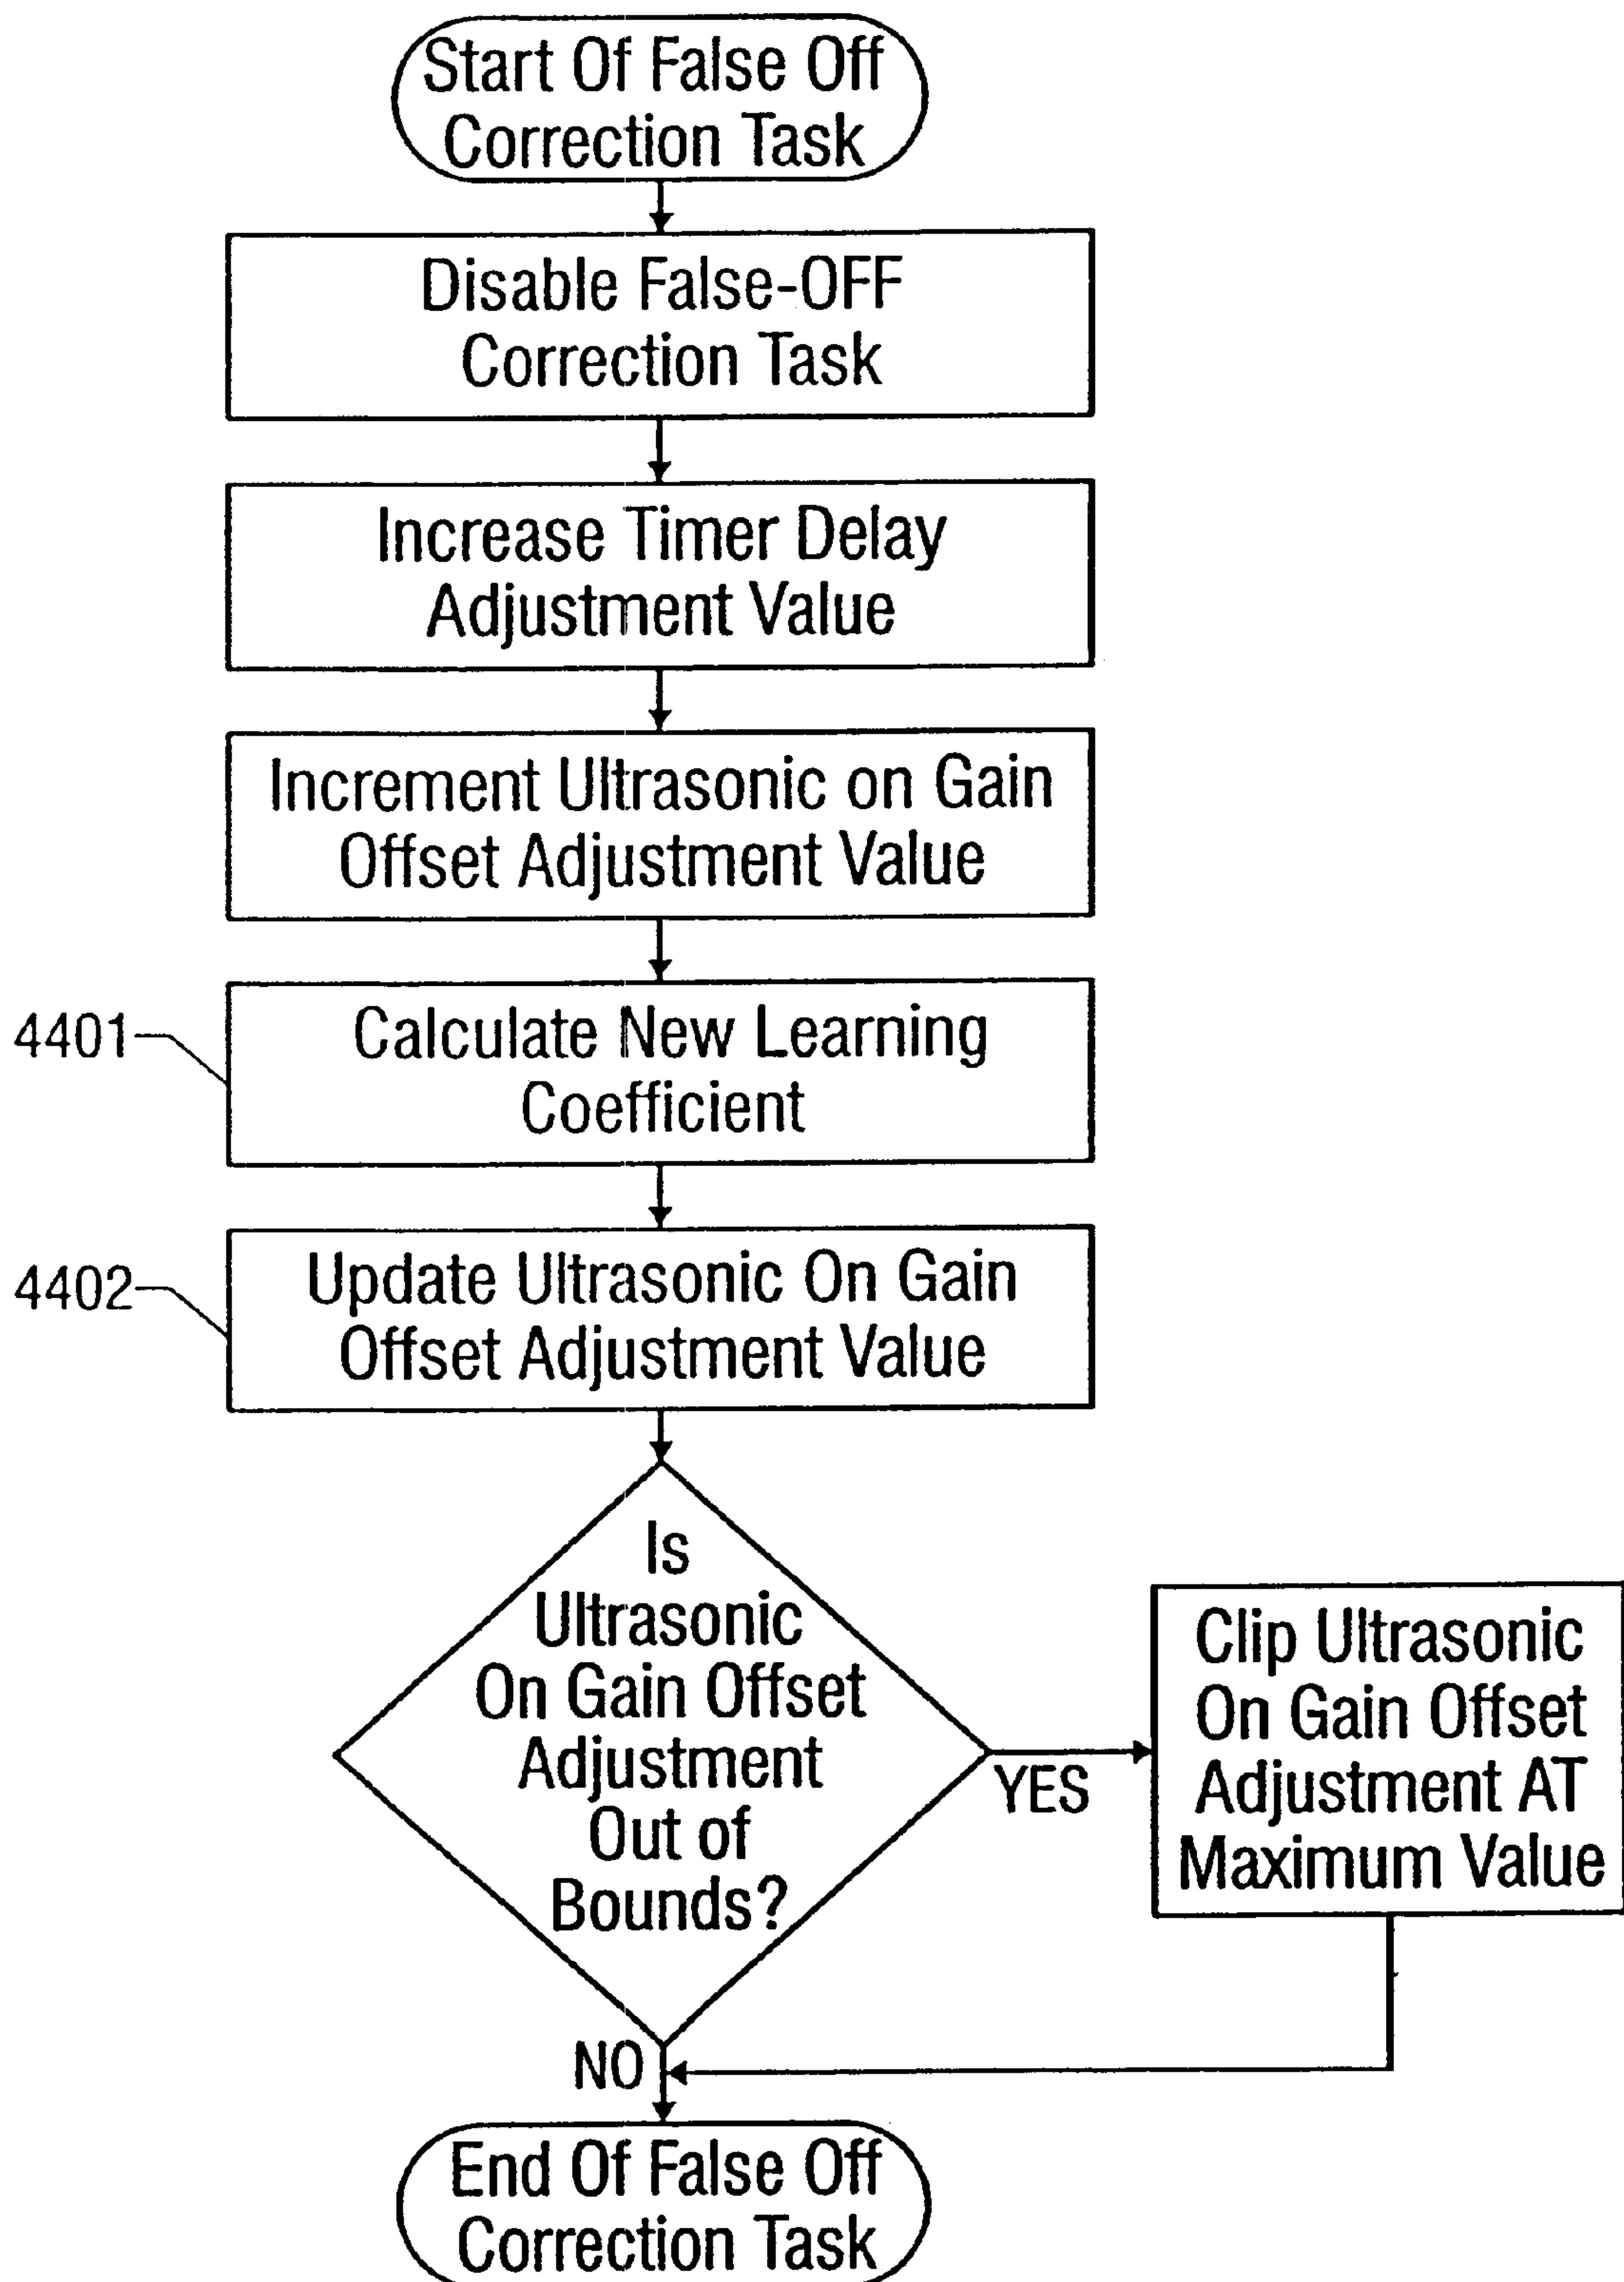 Start Of False Off
Correction Task
Disable False-OFF
Correction Task
Increase Timer Delay
Adjustment Value
Increment Ultrasonic on Gain
Offset Adjustment Value
4401
Calculate New Learning
Coefficient
4402
Update Ultrasonic On Gain
Offset Adjustment Value
Is
Ultrasonic
On Gain Offset
Adjustment
Out of
Bounds?
YES
Clip Ultrasonic
On Gain Offset
Adjustment AT
Maximum Value
NO
End Of False Off
Correction Task